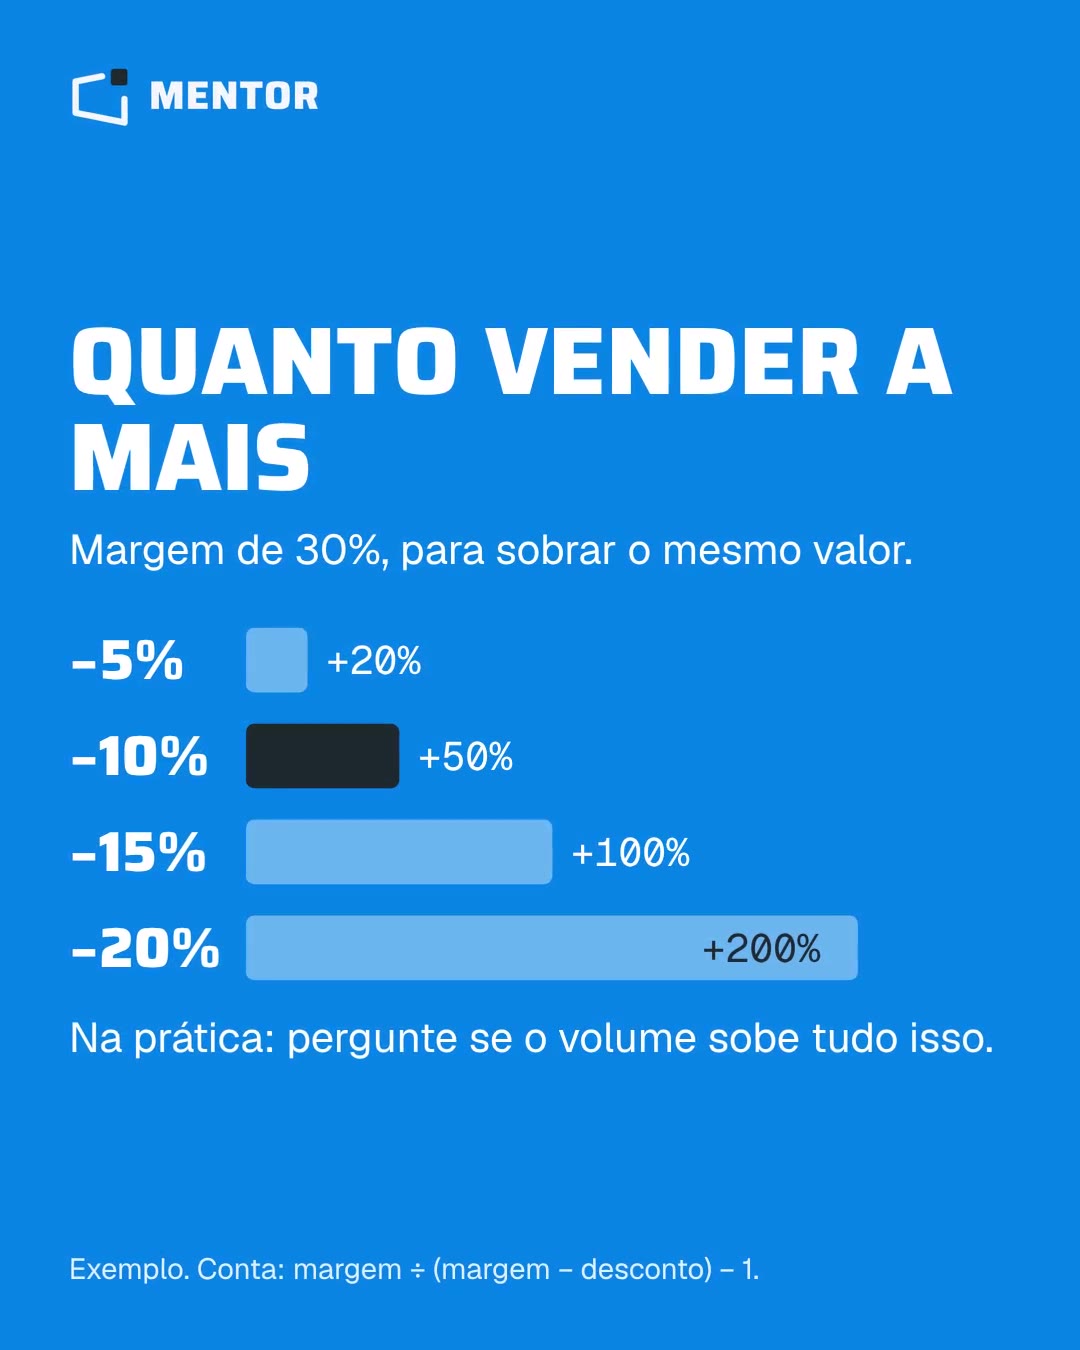 MENTOR
QUANTO VENDER A
MAIS
Margem de 30%, para sobrar o mesmo valor.
–5% +20%
–10% +50%
–15% +100%
–20% +200%
Na prática: pergunte se o volume sobe tudo isso.
Exemplo. Conta: margem ÷ (margem – desconto) – 1.